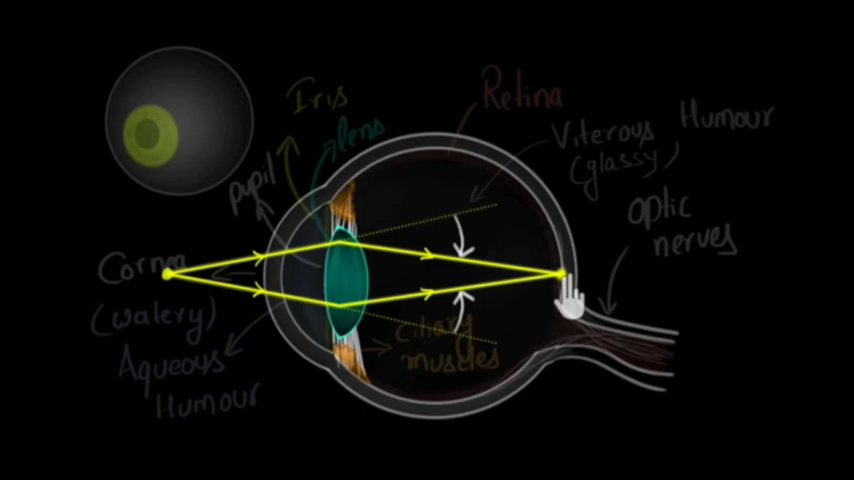 Iris
lens
Retina
Viterous Humour
(glassy)
pupil
optic
nerves
Cornea
(watery)
Aqueous
Humour
Ciliary
muscles